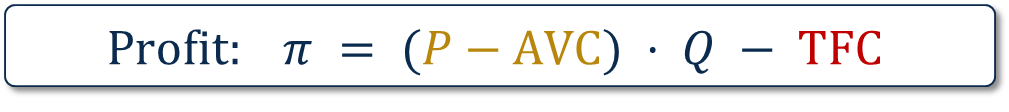 Profit: π = (P − AVC) · Q − TFC